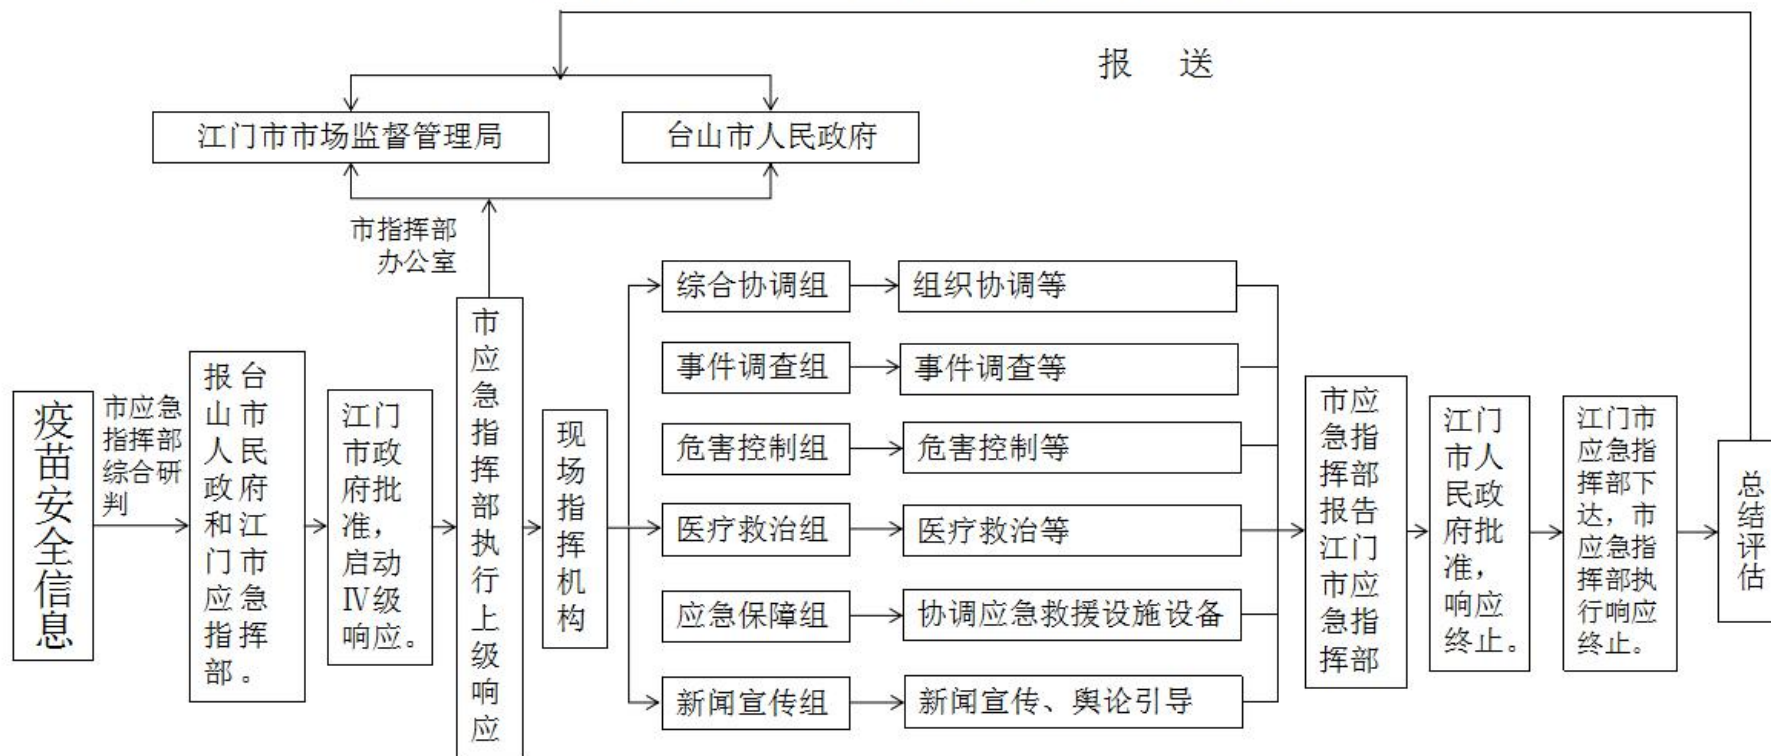 报 送
江门市市场监督管理局
台山市人民政府
市指挥部
办公室
疫苗安全信息
市应急
指挥部
综合研
判
报台
山市
人民
政府
和江
门市
应急
指挥
部。
江门
市政
府批
准，
启动
Ⅳ级
响应。
市应急指挥部执行上级响应
现场指挥机构
综合协调组
组织协调等
事件调查组
事件调查等
危害控制组
危害控制等
医疗救治组
医疗救治等
应急保障组
协调应急救援设施设备
新闻宣传组
新闻宣传、舆论引导
市应
急指
挥部
报告
江门
市应
急指
挥部
江门
市人
民政
府批
准，
响应
终止。
江门市
应急指
挥部下
达，市
应急指
挥部执
行响应
终止。
总结评估